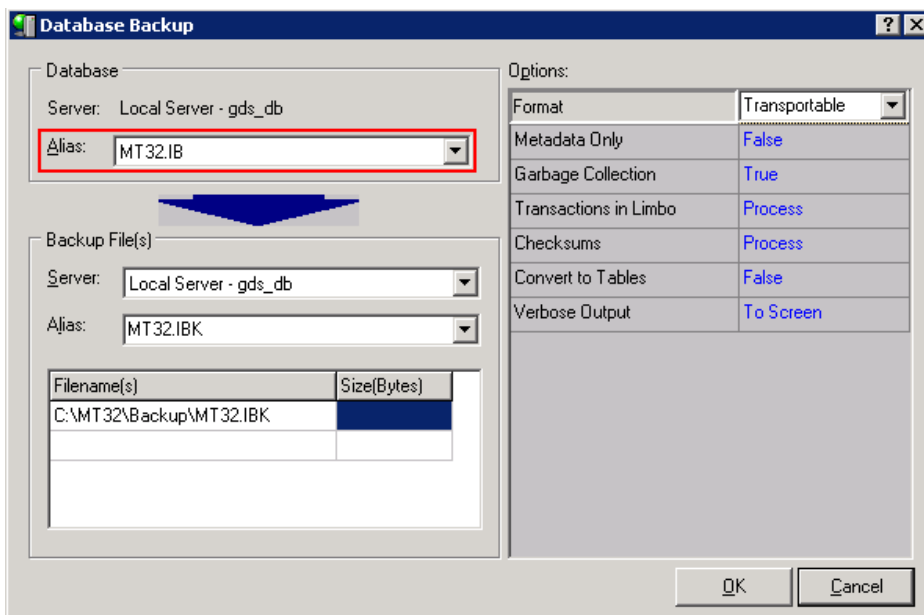 Database Backup
Database
Server: Local Server - gds_db
Alias: MT32.IB
Backup File(s)
Server: Local Server - gds_db
Alias: MT32.IBK
Filename(s) Size(Bytes)
C:\MT32\Backup\MT32.IBK
Options:
Format Transportable
Metadata Only False
Garbage Collection True
Transactions in Limbo Process
Checksums Process
Convert to Tables False
Verbose Output To Screen
OK Cancel